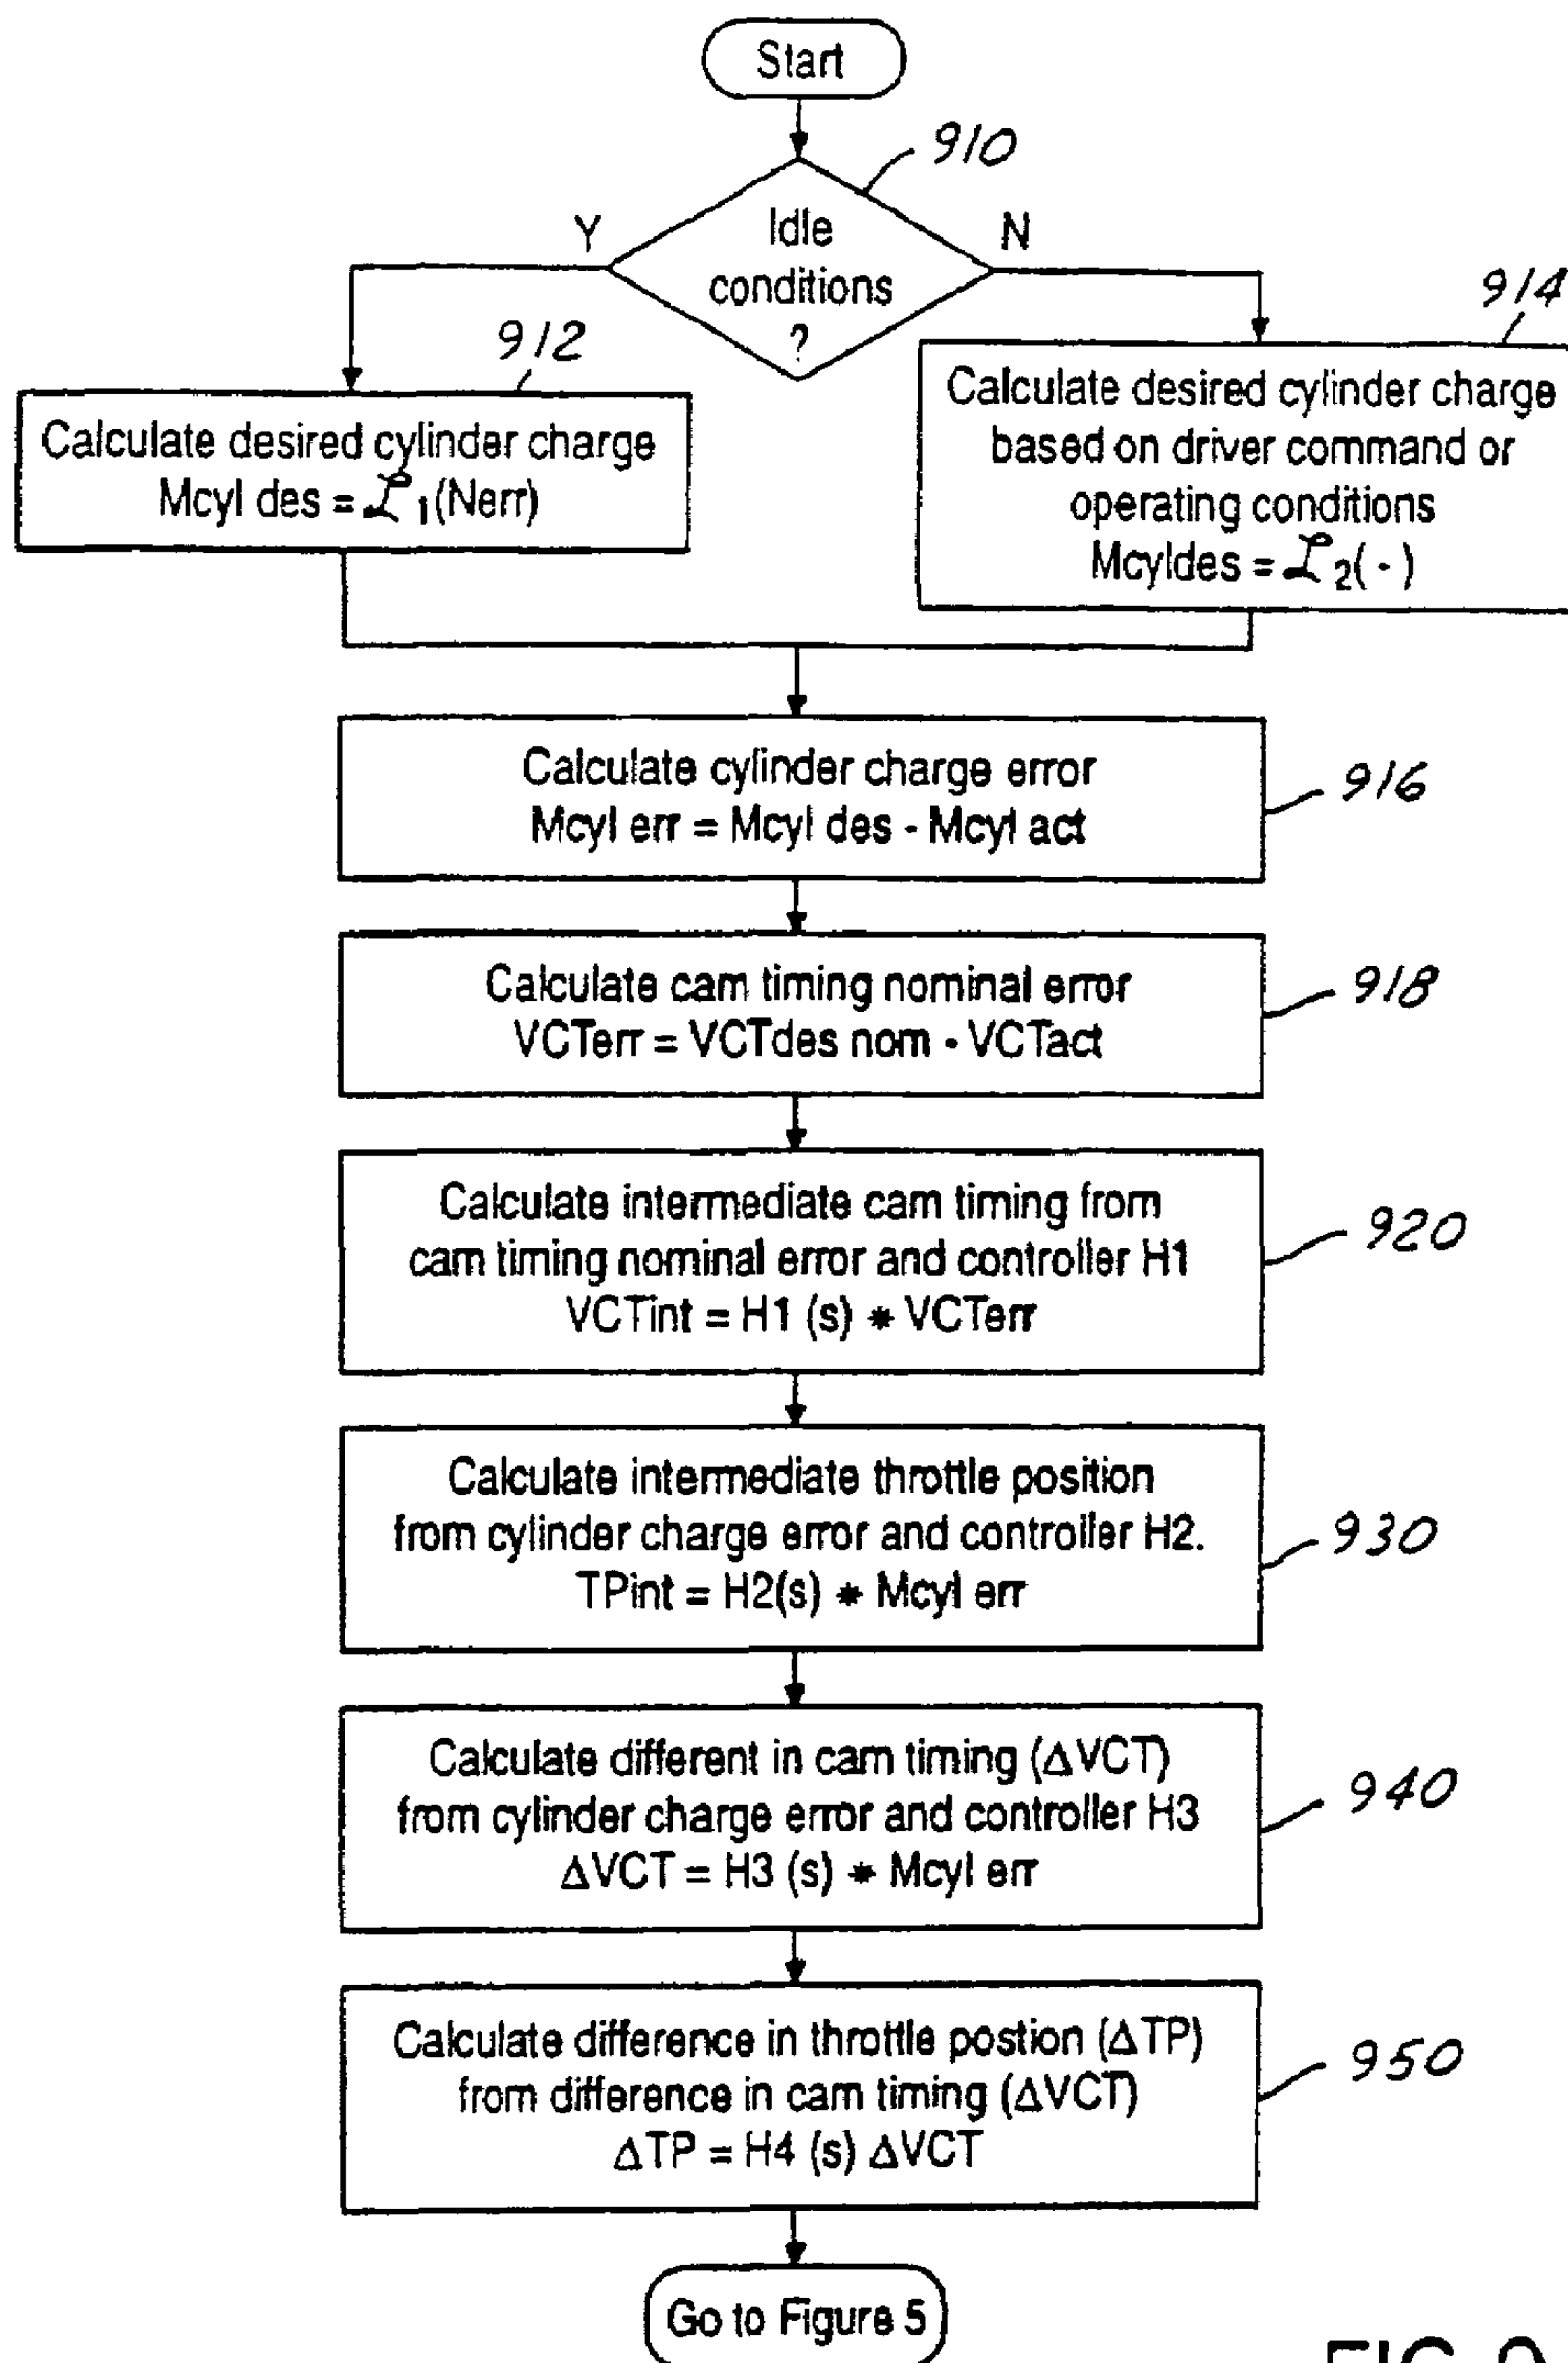 Start
910
Idle
conditions
?
Y
N
912
Calculate desired cylinder charge
Mcyl des = ℒ1(Nerr)
914
Calculate desired cylinder charge
based on driver command or
operating conditions
Mcyldes = ℒ2( · )
Calculate cylinder charge error
Mcyl err = Mcyl des - Mcyl act
916
Calculate cam timing nominal error
VCTerr = VCTdes nom - VCTact
918
Calculate intermediate cam timing from
cam timing nominal error and controller H1
VCTint = H1 (s) * VCTerr
920
Calculate intermediate throttle position
from cylinder charge error and controller H2.
TPint = H2(s) * Mcyl err
930
Calculate different in cam timing (ΔVCT)
from cylinder charge error and controller H3
ΔVCT = H3 (s) * Mcyl err
940
Calculate difference in throttle postion (ΔTP)
from difference in cam timing (ΔVCT)
ΔTP = H4 (s) ΔVCT
950
Go to Figure 5